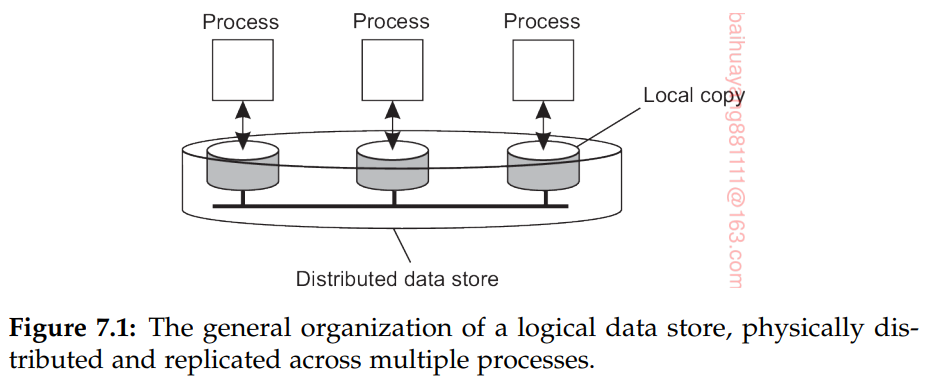 Process
Process
Process
Local copy
Distributed data store
Figure 7.1: The general organization of a logical data store, physically dis-
tributed and replicated across multiple processes.
baihuayang881111@163.com